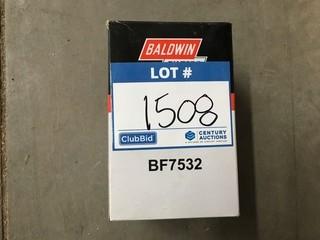 BALDWIN
LOT #
1508
ClubBid
CENTURY
AUCTIONS
BF7532